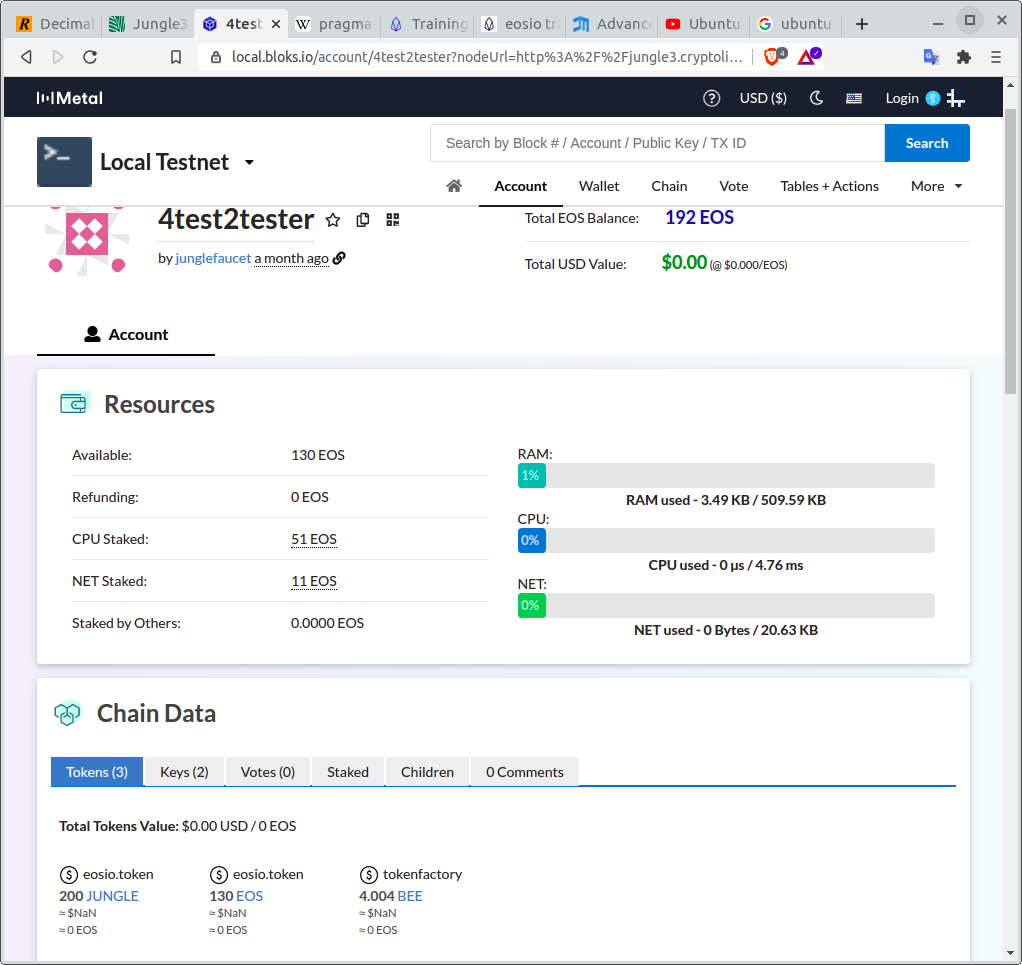 Decimal
Jungle3
4test
pragma
Training
eosio tra
Advance
Ubuntu
ubuntu
local.bloks.io/account/4test2tester?nodeUrl=http%3A%2F%2Fjungle3.cryptoli...
4
Metal
USD ($)
Login
>_
Local Testnet
Search by Block # / Account / Public Key / TX ID
Search
Account
Wallet
Chain
Vote
Tables + Actions
More
4test2tester
by junglefaucet a month ago
Total EOS Balance: 192 EOS
Total USD Value: $0.00 (@ $0.000/EOS)
Account
Resources
Available: 130 EOS
Refunding: 0 EOS
CPU Staked: 51 EOS
NET Staked: 11 EOS
Staked by Others: 0.0000 EOS
RAM:
1%
RAM used - 3.49 KB / 509.59 KB
CPU:
0%
CPU used - 0 µs / 4.76 ms
NET:
0%
NET used - 0 Bytes / 20.63 KB
Chain Data
Tokens (3)
Keys (2)
Votes (0)
Staked
Children
0 Comments
Total Tokens Value: $0.00 USD / 0 EOS
eosio.token
200 JUNGLE
≈ $NaN
≈ 0 EOS
eosio.token
130 EOS
≈ $NaN
≈ 0 EOS
tokenfactory
4.004 BEE
≈ $NaN
≈ 0 EOS